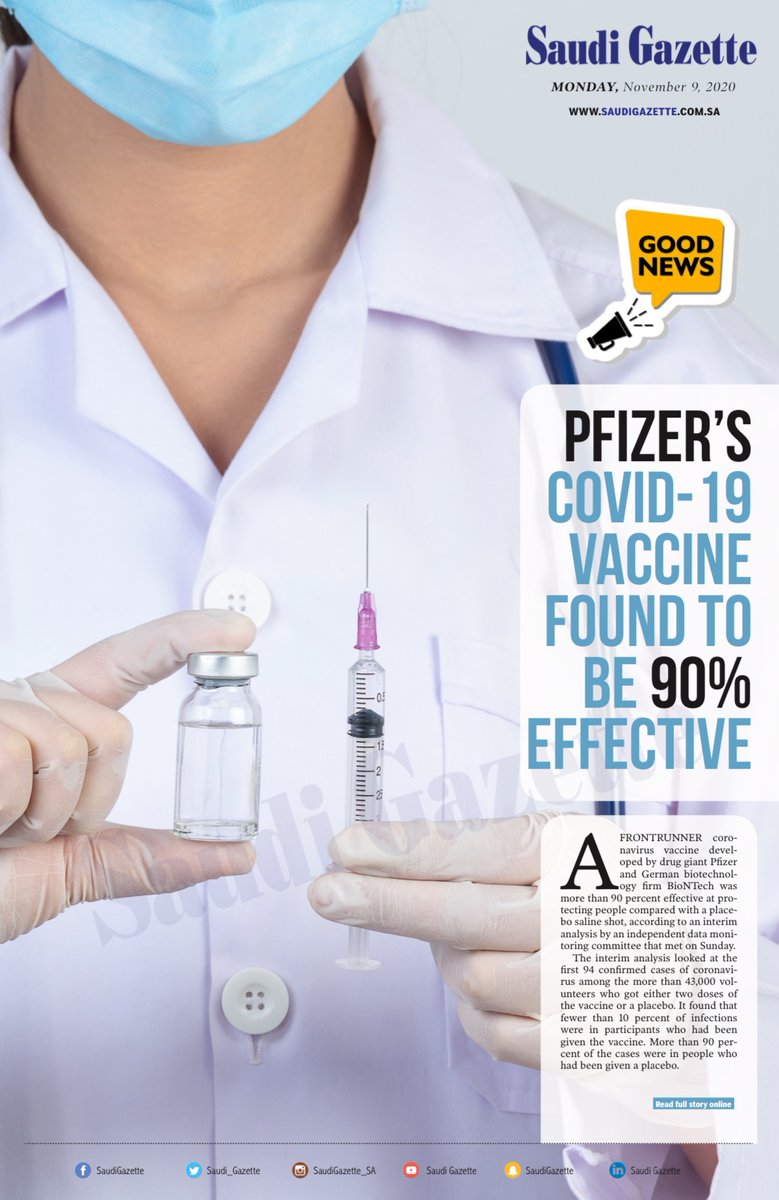 Saudi Gazette
MONDAY, November 9, 2020
WWW.SAUDIGAZETTE.COM.SA
GOOD
NEWS
PFIZER'S
COVID-19
VACCINE
FOUND TO
BE 90%
EFFECTIVE
A FRONTRUNNER coro-
navirus vaccine devel-
oped by drug giant Pfizer
and German biotechnol-
ogy firm BioNTech was
more than 90 percent effective at pro-
tecting people compared with a place-
bo saline shot, according to an interim
analysis by an independent data moni-
toring committee that met on Sunday.
The interim analysis looked at the
first 94 confirmed cases of coronavi-
rus among the more than 43,000 vol-
unteers who got either two doses of
the vaccine or a placebo. It found that
fewer than 10 percent of infections
were in participants who had been
given the vaccine. More than 90 per-
cent of the cases were in people who
had been given a placebo.
Read full story online
Saudi Gazette
SaudiGazette
Saudi_Gazette
SaudiGazette_SA
Saudi Gazette
SaudiGazette
Saudi Gazette